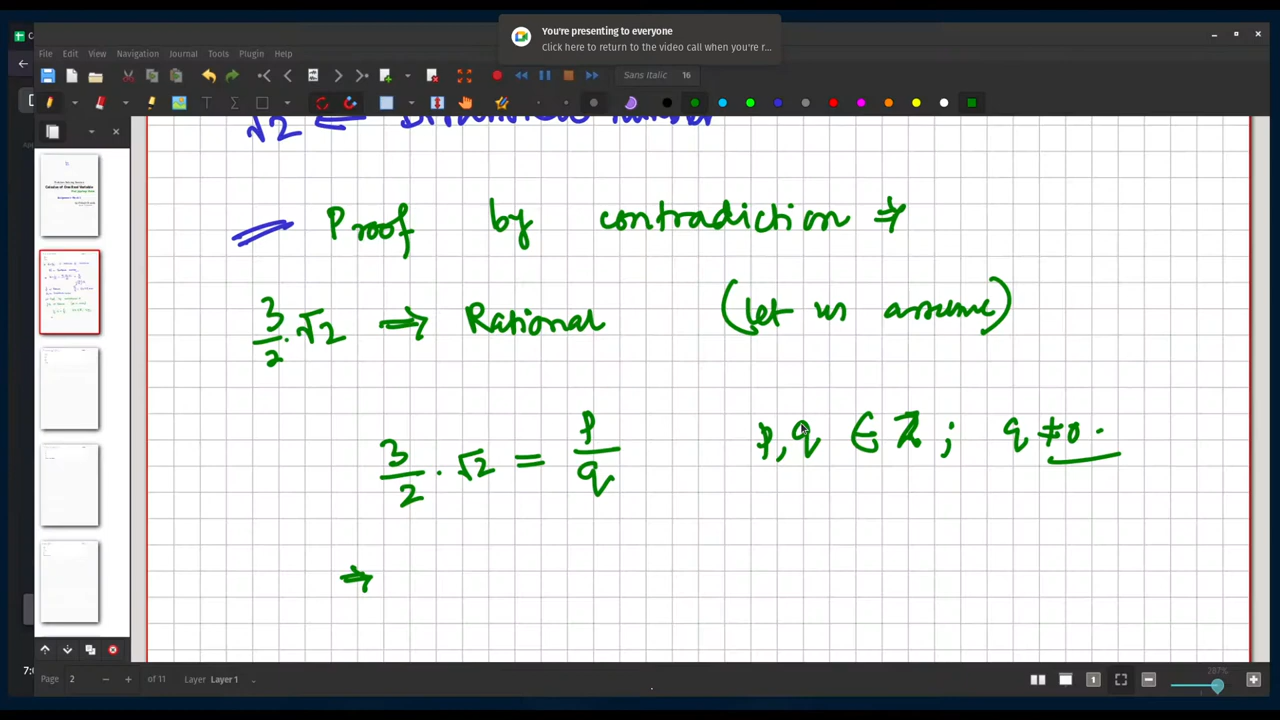 You're presenting to everyone
Click here to return to the video call when you're r...
File Edit View Navigation Journal Tools Plugin Help
Sans Italic 16
√2 ⇐
Proof by contradiction ⇒
3/2 · √2 ⇒ Rational (let us assume)
3/2 · √2 = p/q p, q ∈ Z ; q ≠ 0 .
⇒
Page 2 of 11 Layer Layer 1 287%